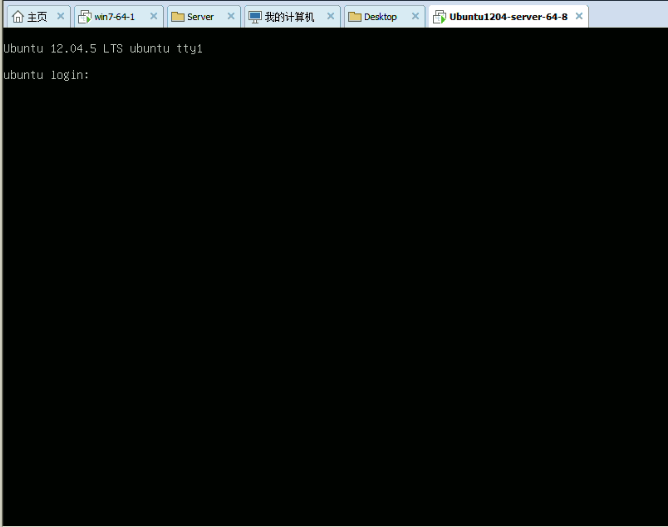 主页 win7-64-1 Server 我的计算机 Desktop Ubuntu1204-server-64-8
Ubuntu 12.04.5 LTS ubuntu tty1
ubuntu login: